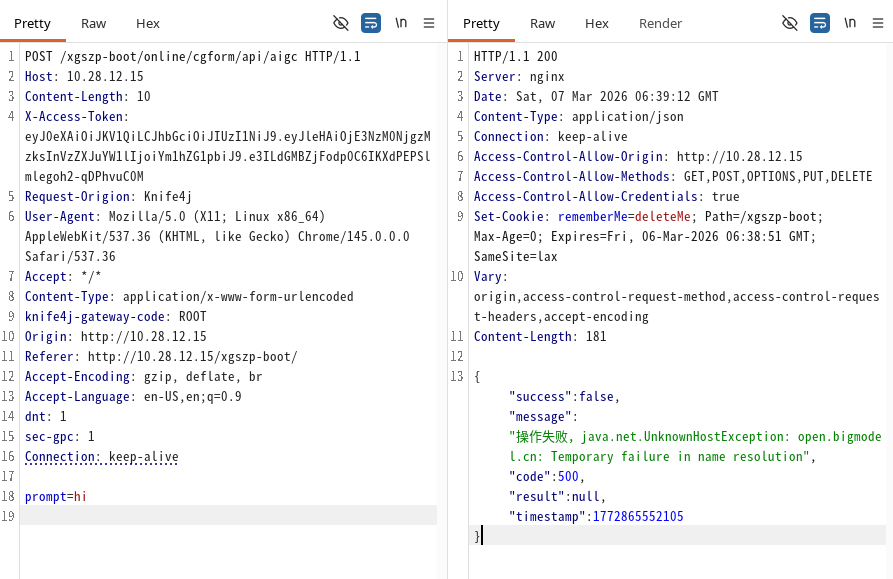 Pretty Raw Hex \n
1 POST /xgszp-boot/online/cgform/api/aigc HTTP/1.1
2 Host: 10.28.12.15
3 Content-Length: 10
4 X-Access-Token:
eyJ0eXAiOiJKV1QiLCJhbGciOiJIUzI1NiJ9.eyJleHAiOjE3NzM0NjgzM
zksInVzZXJuYW1lIjoiYm1hZG1pbiJ9.e3ILdGMBZjFodpOC6IKXdPEPSl
mlegoh2-qDPhvuC0M
5 Request-Origion: Knife4j
6 User-Agent: Mozilla/5.0 (X11; Linux x86_64)
AppleWebKit/537.36 (KHTML, like Gecko) Chrome/145.0.0.0
Safari/537.36
7 Accept: */*
8 Content-Type: application/x-www-form-urlencoded
9 knife4j-gateway-code: ROOT
10 Origin: http://10.28.12.15
11 Referer: http://10.28.12.15/xgszp-boot/
12 Accept-Encoding: gzip, deflate, br
13 Accept-Language: en-US,en;q=0.9
14 dnt: 1
15 sec-gpc: 1
16 Connection: keep-alive
17
18 prompt=hi
19
Pretty Raw Hex Render \n
1 HTTP/1.1 200
2 Server: nginx
3 Date: Sat, 07 Mar 2026 06:39:12 GMT
4 Content-Type: application/json
5 Connection: keep-alive
6 Access-Control-Allow-Origin: http://10.28.12.15
7 Access-Control-Allow-Methods: GET,POST,OPTIONS,PUT,DELETE
8 Access-Control-Allow-Credentials: true
9 Set-Cookie: rememberMe=deleteMe; Path=/xgszp-boot;
Max-Age=0; Expires=Fri, 06-Mar-2026 06:38:51 GMT;
SameSite=lax
10 Vary:
origin,access-control-request-method,access-control-reques
t-headers,accept-encoding
11 Content-Length: 181
12
13 {
"success":false,
"message":
"操作失败，java.net.UnknownHostException: open.bigmode
l.cn: Temporary failure in name resolution",
"code":500,
"result":null,
"timestamp":1772865552105
}